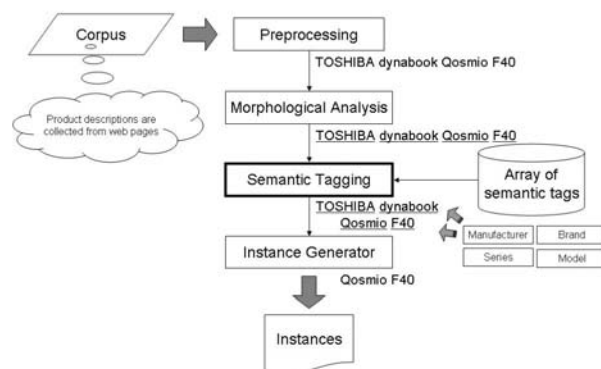 Corpus
Preprocessing
TOSHIBA dynabook Qosmio F40
Product descriptions are
collected from web pages
Morphological Analysis
TOSHIBA dynabook Qosmio F40
Semantic Tagging
Array of
semantic tags
TOSHIBA dynabook
Qosmio F40
Manufacturer
Brand
Series
Model
Instance Generator
Qosmio F40
Instances